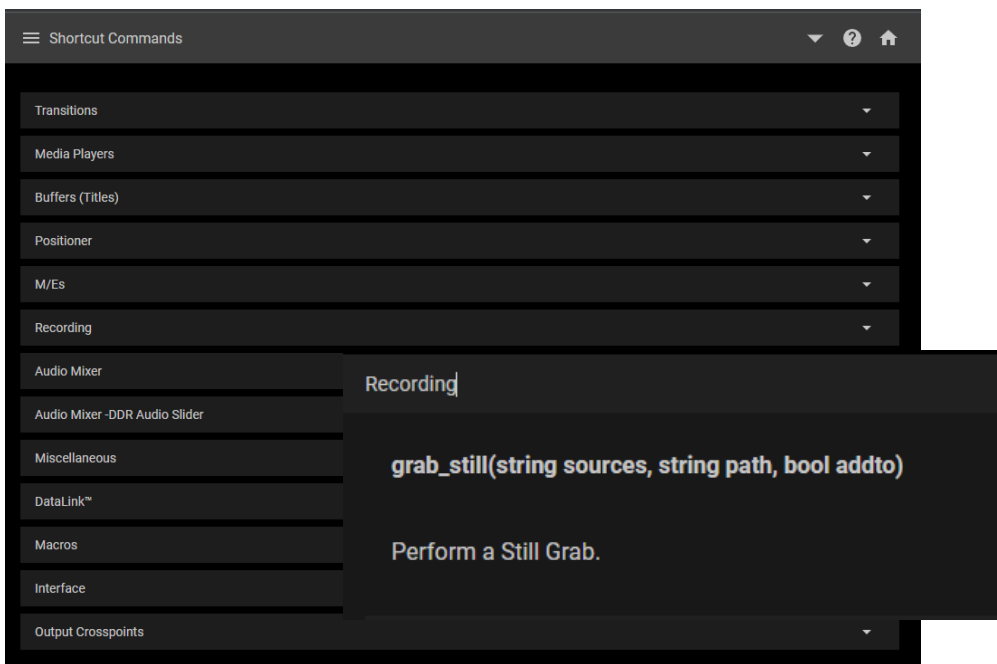 Shortcut Commands
Transitions
Media Players
Buffers (Titles)
Positioner
M/Es
Recording
Audio Mixer
Audio Mixer -DDR Audio Slider
Miscellaneous
DataLink™
Macros
Interface
Output Crosspoints
Recording
grab_still(string sources, string path, bool addto)
Perform a Still Grab.